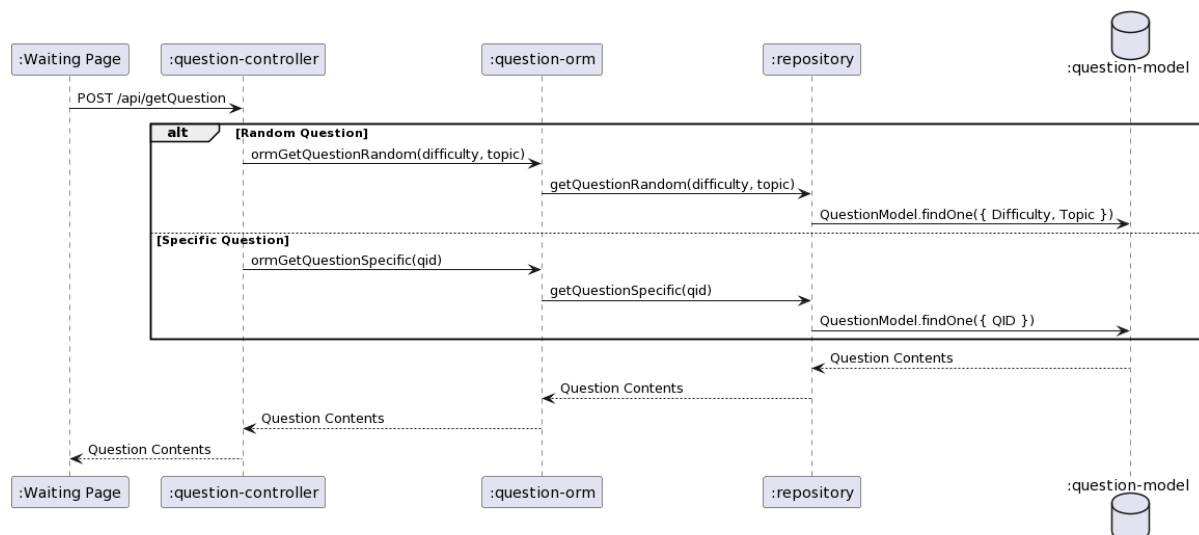 :Waiting Page
:question-controller
:question-orm
:repository
:question-model
POST /api/getQuestion
alt
[Random Question]
ormGetQuestionRandom(difficulty, topic)
getQuestionRandom(difficulty, topic)
QuestionModel.findOne({ Difficulty, Topic })
[Specific Question]
ormGetQuestionSpecific(qid)
getQuestionSpecific(qid)
QuestionModel.findOne({ QID })
Question Contents
Question Contents
Question Contents
Question Contents
:Waiting Page
:question-controller
:question-orm
:repository
:question-model